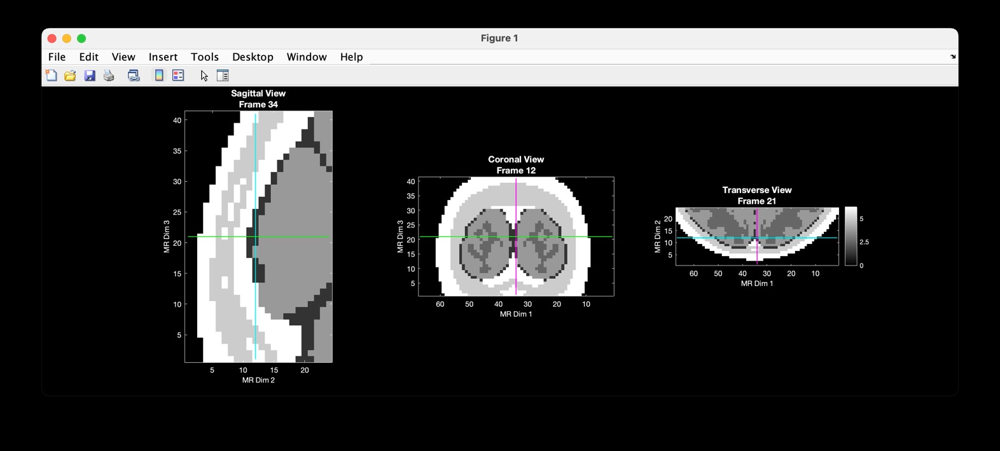 Figure 1
File Edit View Insert Tools Desktop Window Help
Sagittal View
Frame 34
40
35
30
25
20
15
10
5
MR Dim 3
5 10 15 20
MR Dim 2
Coronal View
Frame 12
40
35
30
25
20
15
10
5
MR Dim 3
60 50 40 30 20 10
MR Dim 1
Transverse View
Frame 21
20
15
10
5
MR Dim 2
60 50 40 30 20 10
MR Dim 1
5
2.5
0